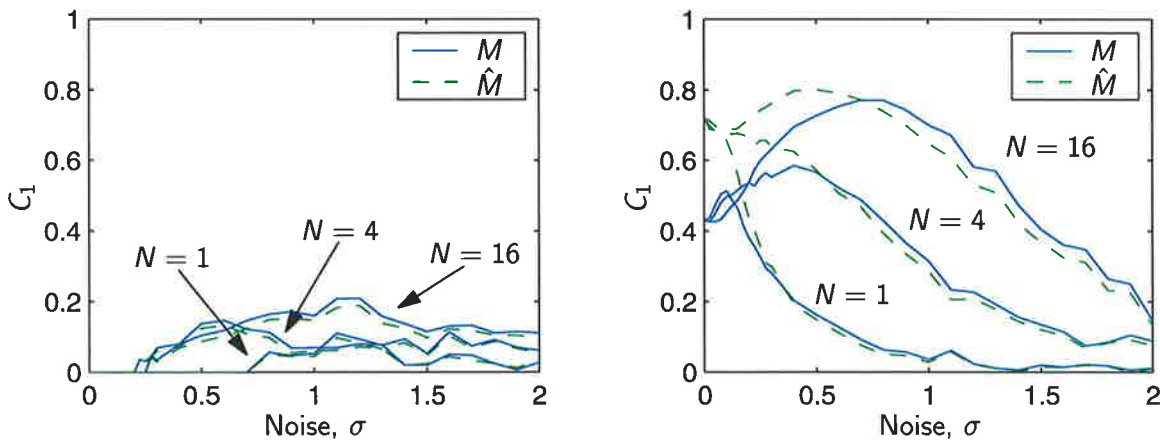 1
0.8
0.6
0.4
0.2
0
C₁
0 0.5 1 1.5 2
Noise, σ
M
M̂
N = 1
N = 4
N = 16
1
0.8
0.6
0.4
0.2
0
C₁
0 0.5 1 1.5 2
Noise, σ
M
M̂
N = 16
N = 4
N = 1